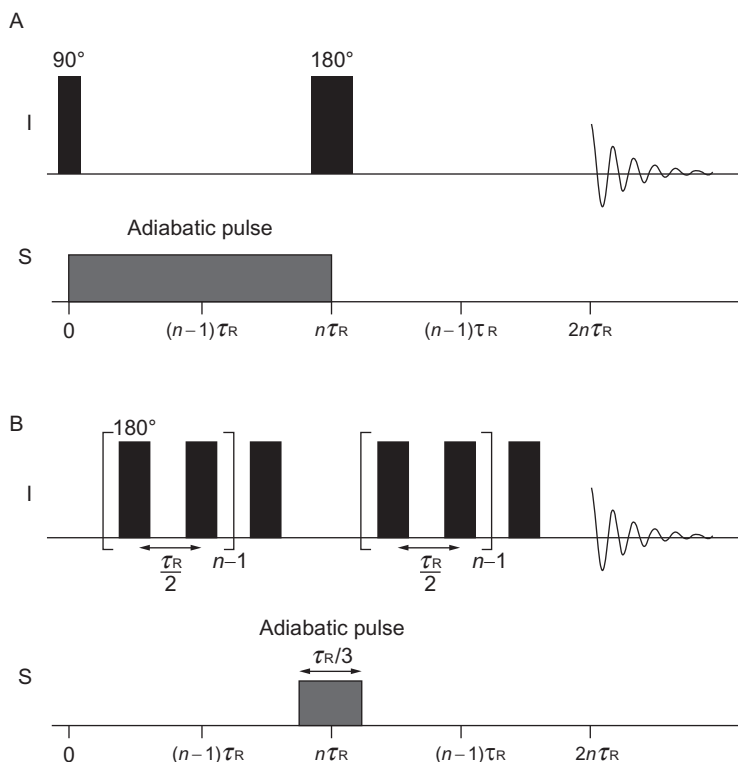 A
90° 180°
I
Adiabatic pulse
S
0 (n−1)τR nτR (n−1)τR 2nτR
B
180°
I
τR/2 n−1 τR/2 n−1
Adiabatic pulse
τR/3
S
0 (n−1)τR nτR (n−1)τR 2nτR